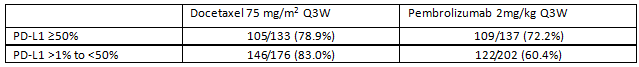 Docetaxel 75 mg/m² Q3W Pembrolizumab 2mg/kg Q3W
PD-L1 ≥50% 105/133 (78.9%) 109/137 (72.2%)
PD-L1 >1% to <50% 146/176 (83.0%) 122/202 (60.4%)